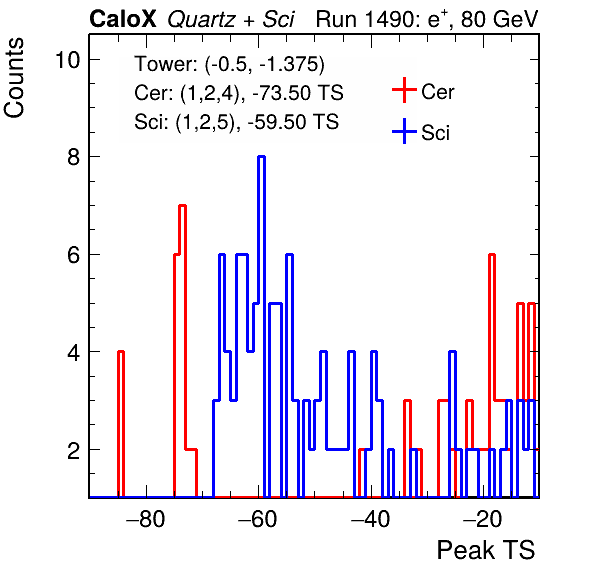 CaloX Quartz + Sci Run 1490: e+, 80 GeV
Counts
Tower: (-0.5, -1.375)
Cer: (1,2,4), -73.50 TS
Sci: (1,2,5), -59.50 TS
Cer
Sci
10
8
6
4
2
−80 −60 −40 −20
Peak TS